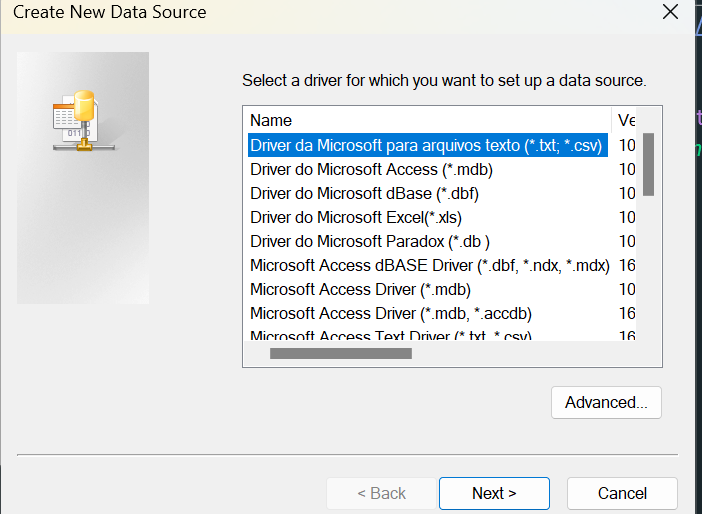 Create New Data Source
Select a driver for which you want to set up a data source.
Name Ve
Driver da Microsoft para arquivos texto (*.txt; *.csv) 10
Driver do Microsoft Access (*.mdb) 10
Driver do Microsoft dBase (*.dbf) 10
Driver do Microsoft Excel(*.xls) 10
Driver do Microsoft Paradox (*.db ) 10
Microsoft Access dBASE Driver (*.dbf, *.ndx, *.mdx) 16
Microsoft Access Driver (*.mdb) 10
Microsoft Access Driver (*.mdb, *.accdb) 16
Microsoft Access Text Driver (*.txt, *.csv) 16
Advanced...
< Back Next > Cancel